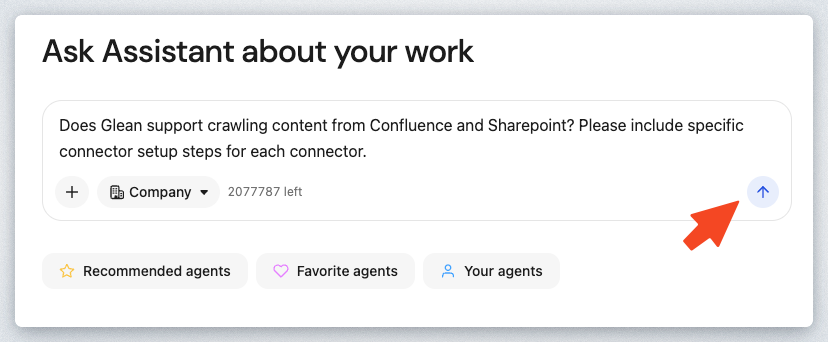 Ask Assistant about your work
Does Glean support crawling content from Confluence and Sharepoint? Please include specific
connector setup steps for each connector.
Company 2077787 left
Recommended agents Favorite agents Your agents